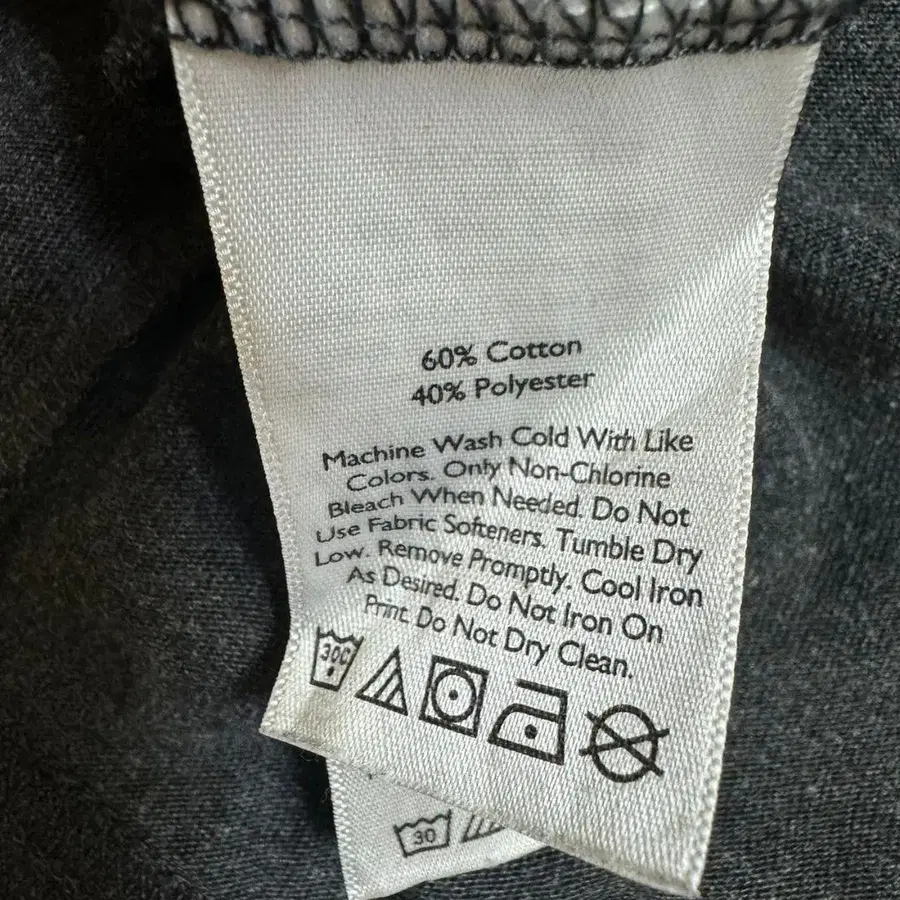 60% Cotton
40% Polyester
Machine Wash Cold With Like
Colors. Only Non-Chlorine
Bleach When Needed. Do Not
Use Fabric Softeners. Tumble Dry
Low. Remove Promptly. Cool Iron
As Desired. Do Not Iron On
Print. Do Not Dry Clean.
30C
30